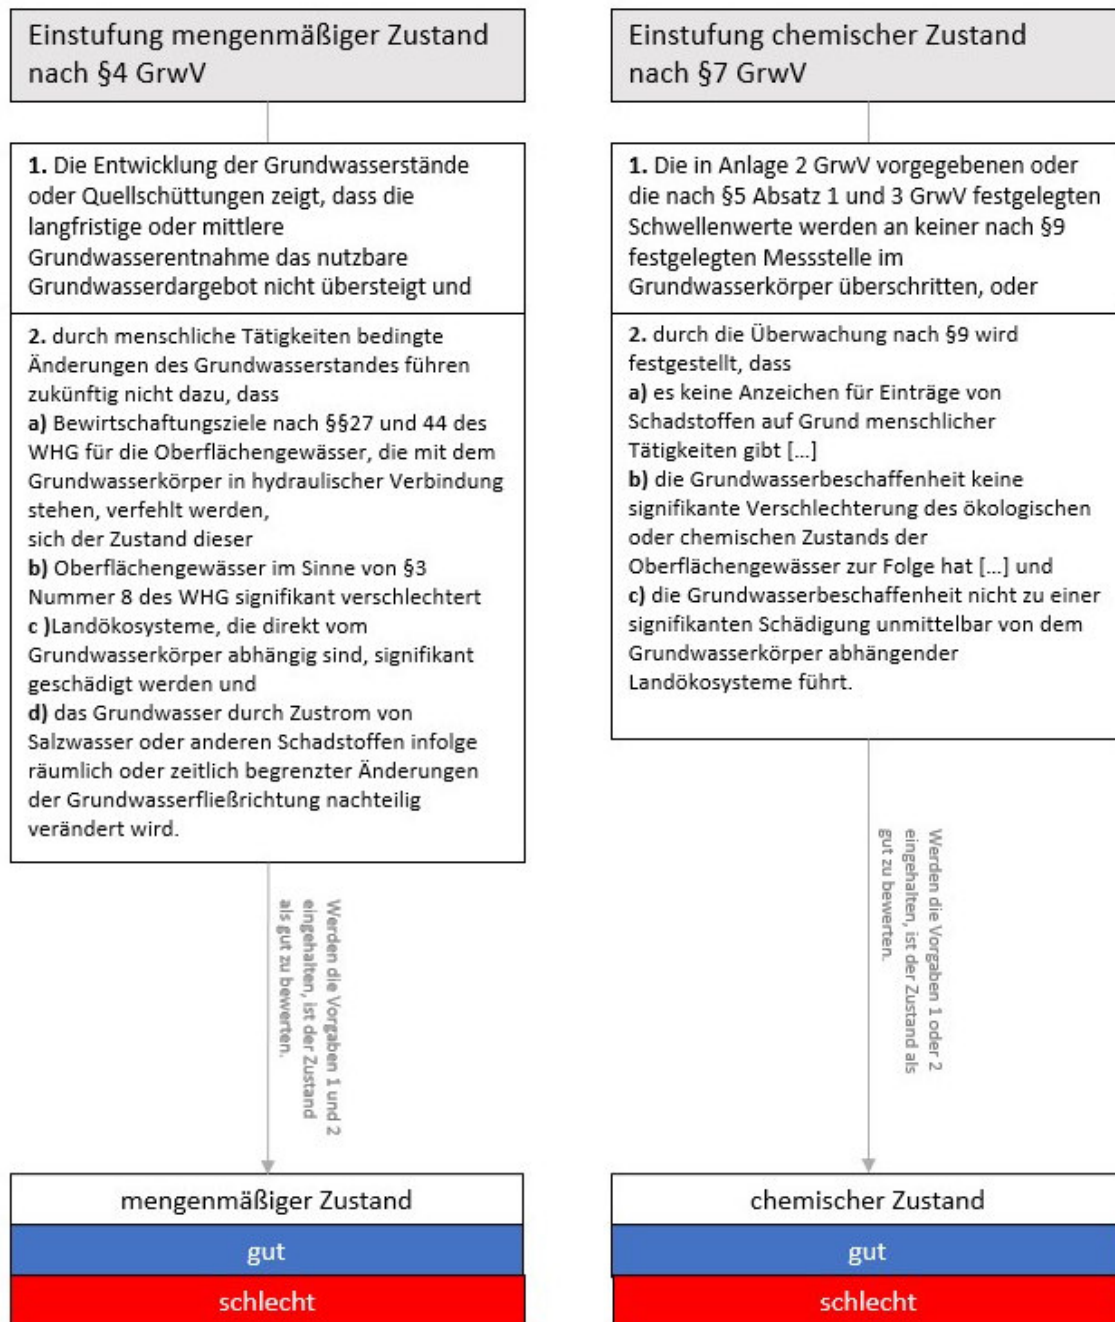 Einstufung mengenmäßiger Zustand
nach §4 GrwV
1. Die Entwicklung der Grundwasserstände
oder Quellschüttungen zeigt, dass die
langfristige oder mittlere
Grundwasserentnahme das nutzbare
Grundwasserdargebot nicht übersteigt und
2. durch menschliche Tätigkeiten bedingte
Änderungen des Grundwasserstandes führen
zukünftig nicht dazu, dass
a) Bewirtschaftungsziele nach §§27 und 44 des
WHG für die Oberflächengewässer, die mit dem
Grundwasserkörper in hydraulischer Verbindung
stehen, verfehlt werden,
sich der Zustand dieser
b) Oberflächengewässer im Sinne von §3
Nummer 8 des WHG signifikant verschlechtert
c )Landökosysteme, die direkt vom
Grundwasserkörper abhängig sind, signifikant
geschädigt werden und
d) das Grundwasser durch Zustrom von
Salzwasser oder anderen Schadstoffen infolge
räumlich oder zeitlich begrenzter Änderungen
der Grundwasserfließrichtung nachteilig
verändert wird.
Werden die Vorgaben 1 und 2
eingehalten, ist der Zustand
als gut zu bewerten.
mengenmäßiger Zustand
gut
schlecht
Einstufung chemischer Zustand
nach §7 GrwV
1. Die in Anlage 2 GrwV vorgegebenen oder
die nach §5 Absatz 1 und 3 GrwV festgelegten
Schwellenwerte werden an keiner nach §9
festgelegten Messstelle im
Grundwasserkörper überschritten, oder
2. durch die Überwachung nach §9 wird
festgestellt, dass
a) es keine Anzeichen für Einträge von
Schadstoffen auf Grund menschlicher
Tätigkeiten gibt […]
b) die Grundwasserbeschaffenheit keine
signifikante Verschlechterung des ökologischen
oder chemischen Zustands der
Oberflächengewässer zur Folge hat […] und
c) die Grundwasserbeschaffenheit nicht zu einer
signifikanten Schädigung unmittelbar von dem
Grundwasserkörper abhängender
Landökosysteme führt.
Werden die Vorgaben 1 oder 2
eingehalten, ist der Zustand als
gut zu bewerten.
chemischer Zustand
gut
schlecht